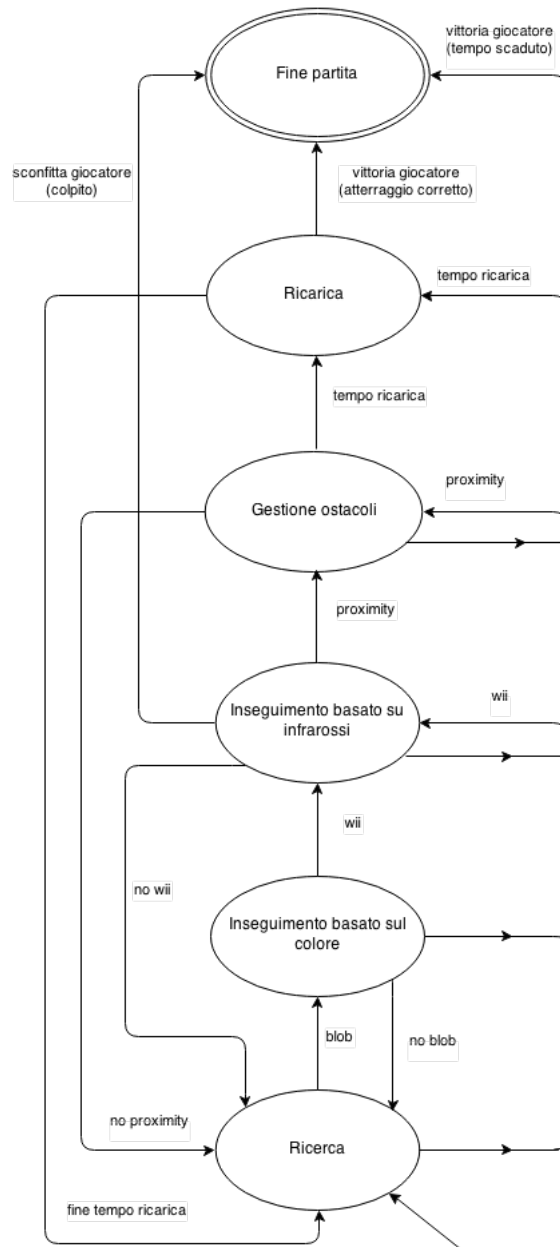 vittoria giocatore
(tempo scaduto)
Fine partita
sconfitta giocatore
(colpito)
vittoria giocatore
(atterraggio corretto)
Ricarica
tempo ricarica
tempo ricarica
Gestione ostacoli
proximity
proximity
Inseguimento basato su
infrarossi
wii
wii
no wii
Inseguimento basato sul
colore
blob
no blob
no proximity
Ricerca
fine tempo ricarica